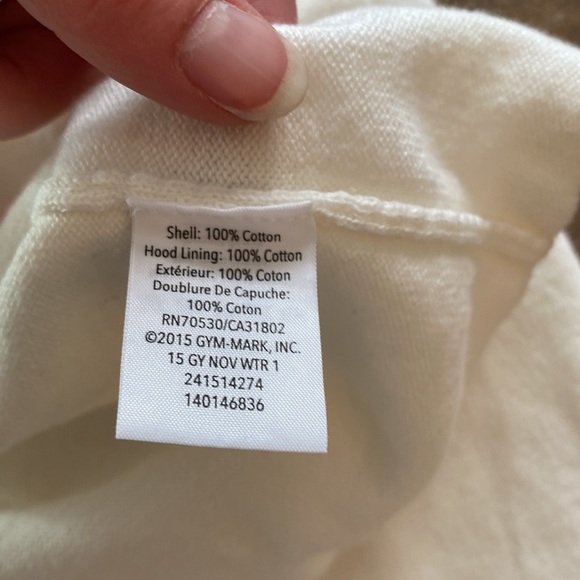 Shell: 100% Cotton
Hood Lining: 100% Cotton
Extérieur: 100% Coton
Doublure De Capuche:
100% Coton
RN70530/CA31802
©2015 GYM-MARK, INC.
15 GY NOV WTR 1
241514274
140146836